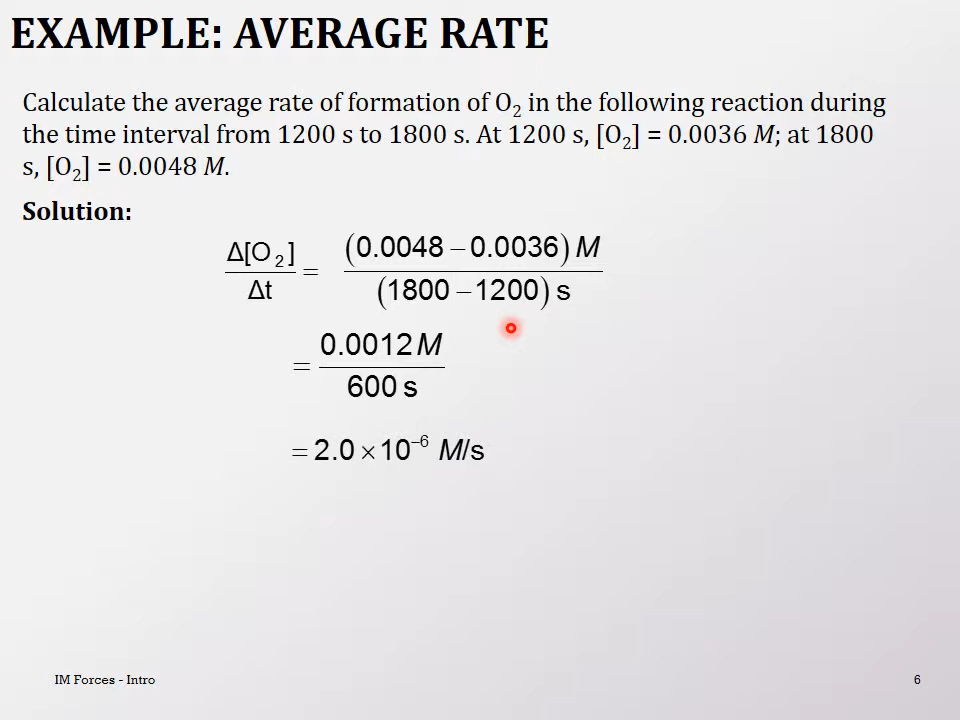 EXAMPLE: AVERAGE RATE
Calculate the average rate of formation of O₂ in the following reaction during
the time interval from 1200 s to 1800 s. At 1200 s, [O₂] = 0.0036 M; at 1800
s, [O₂] = 0.0048 M.
Solution:
Δ[O₂]/Δt = (0.0048 − 0.0036) M / (1800 − 1200) s
= 0.0012 M / 600 s
= 2.0 × 10⁻⁶ M/s
IM Forces - Intro
6